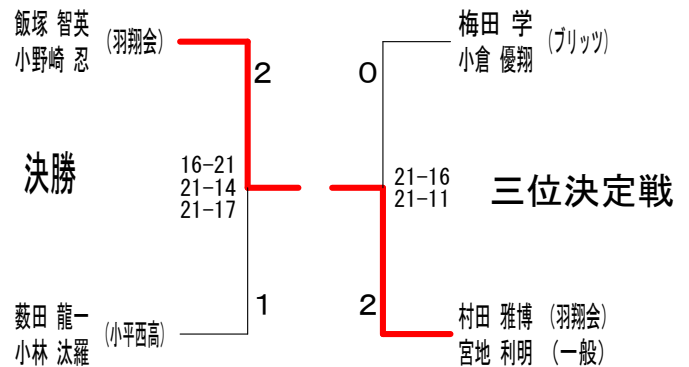 飯塚 智英
小野崎 忍
(羽翔会)
2
決勝
16-21
21-14
21-17
1
薮田 龍一
小林 汰羅
(小平西高)
梅田 学
小倉 優翔
(ブリッツ)
0
21-16
21-11
三位決定戦
2
村田 雅博 (羽翔会)
宮地 利明 (一般)